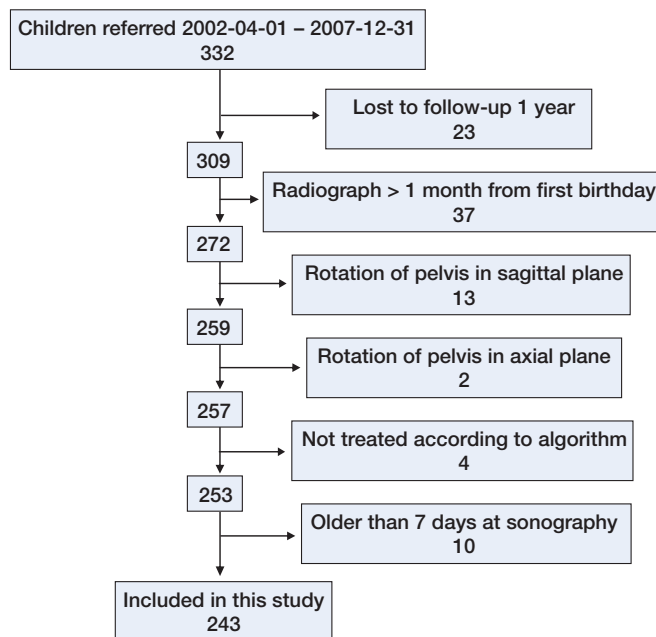 Children referred 2002-04-01 – 2007-12-31
332
Lost to follow-up 1 year
23
309
Radiograph > 1 month from first birthday
37
272
Rotation of pelvis in sagittal plane
13
259
Rotation of pelvis in axial plane
2
257
Not treated according to algorithm
4
253
Older than 7 days at sonography
10
Included in this study
243